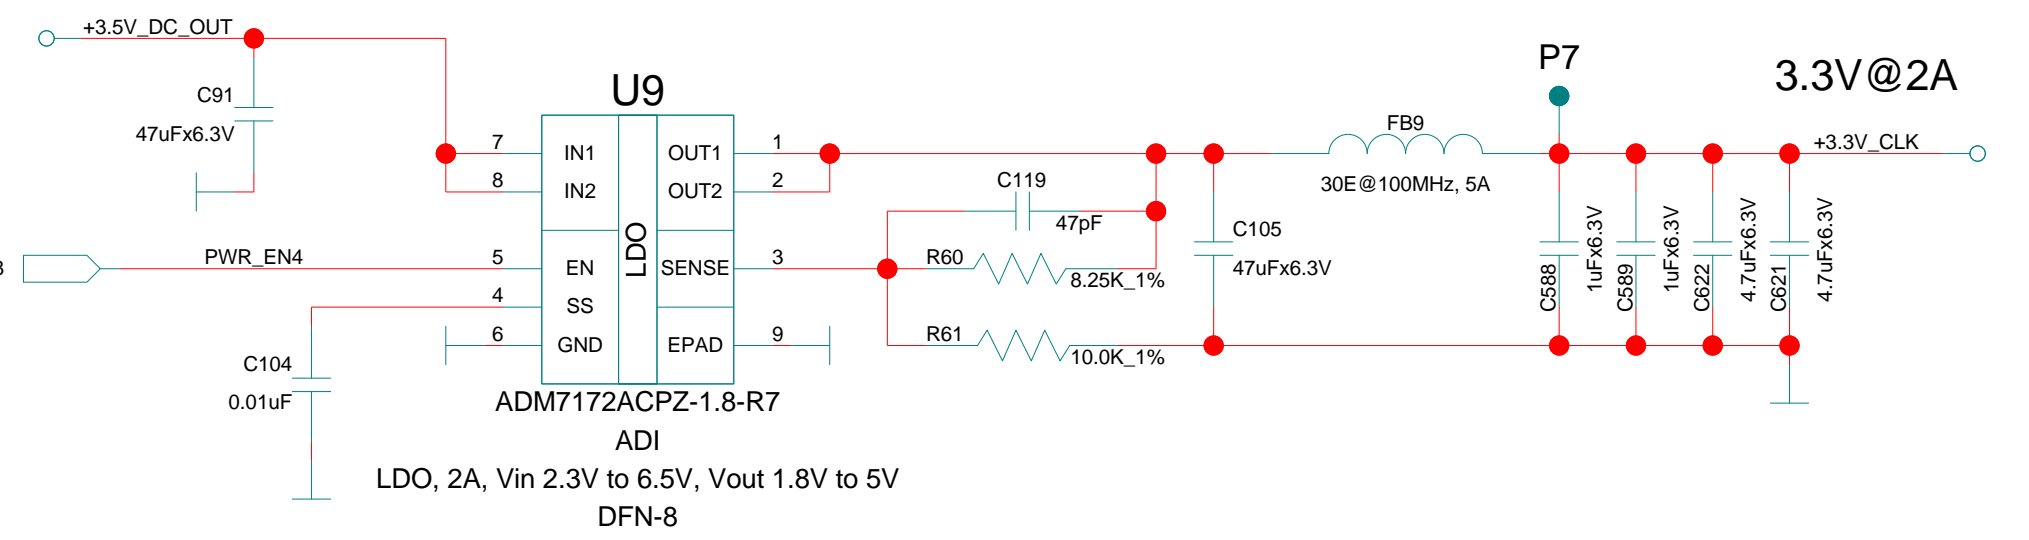 +3.5V_DC_OUT
C91
47uFx6.3V
U9
7
8
IN1
IN2
OUT1
OUT2
1
2
PWR_EN4
5
4
6
EN
SS
GND
LDO
SENSE
EPAD
3
9
C104
0.01uF
ADM7172ACPZ-1.8-R7
ADI
LDO, 2A, Vin 2.3V to 6.5V, Vout 1.8V to 5V
DFN-8
C119
47pF
R60
8.25K_1%
R61
10.0K_1%
C105
47uFx6.3V
FB9
30E@100MHz, 5A
P7
3.3V@2A
+3.3V_CLK
C588
1uFx6.3V
C589
1uFx6.3V
C622
4.7uFx6.3V
C621
4.7uFx6.3V